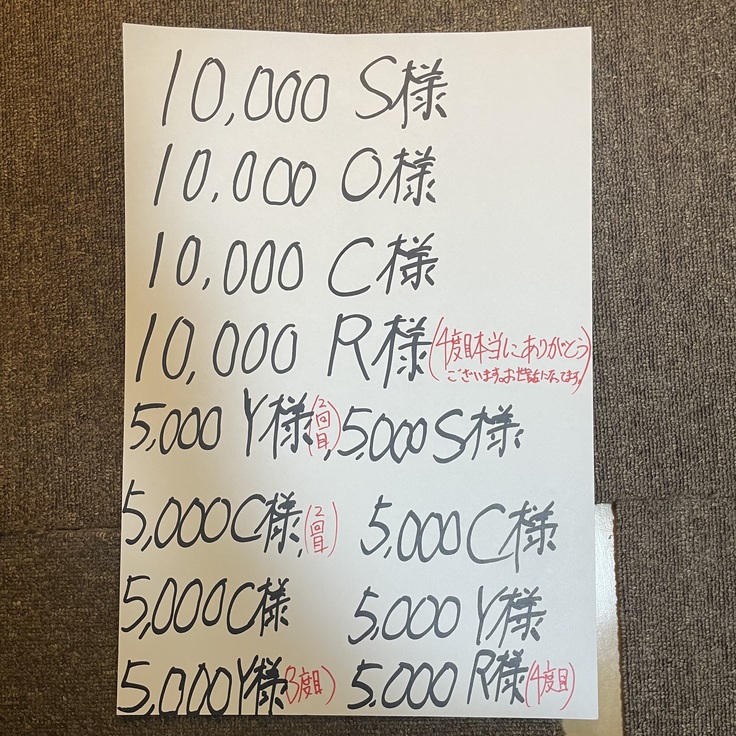 10,000 S様
10,000 O様
10,000 C様
10,000 R様(4度目本当にありがとう
ございます。お世話になってます。)
5,000 Y様(2回目), 5,000 S様
5,000 C様(2回目) 5,000 C様
5,000 C様 5,000 Y様
5,000 Y様(3度目) 5,000 R様(4度目)